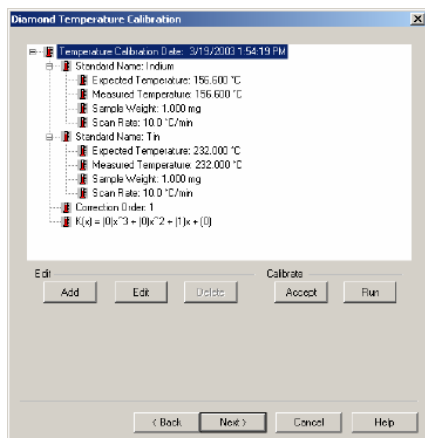 Diamond Temperature Calibration
Temperature Calibration Date: 3/19/2003 1:54:19 PM
Standard Name: Indium
Expected Temperature: 156.600 °C
Measured Temperature: 156.600 °C
Sample Weight: 1.000 mg
Scan Rate: 10.0 °C/min
Standard Name: Tin
Expected Temperature: 232.000 °C
Measured Temperature: 232.000 °C
Sample Weight: 1.000 mg
Scan Rate: 10.0 °C/min
Correction Order: 1
K(x) = (0)x^3 + (0)x^2 + (1)x + (0)
Edit Calibrate
Add Edit Delete Accept Run
< Back Next > Cancel Help